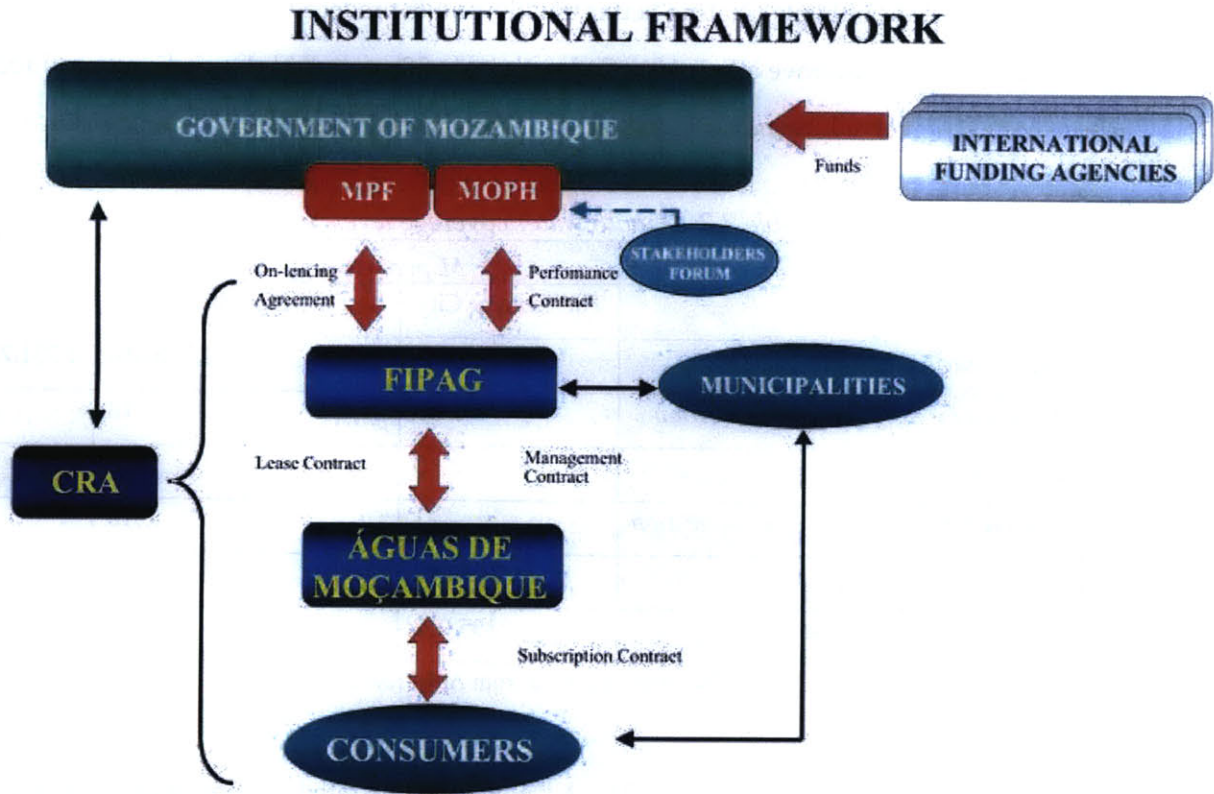 INSTITUTIONAL FRAMEWORK
GOVERNMENT OF MOZAMBIQUE
INTERNATIONAL
FUNDING AGENCIES
Funds
MPF
MOPH
STAKEHOLDERS
FORUM
On-lencing
Agreement
Perfomance
Contract
FIPAG
MUNICIPALITIES
Lease Contract
Management
Contract
CRA
ÁGUAS DE
MOÇAMBIQUE
Subscription Contract
CONSUMERS